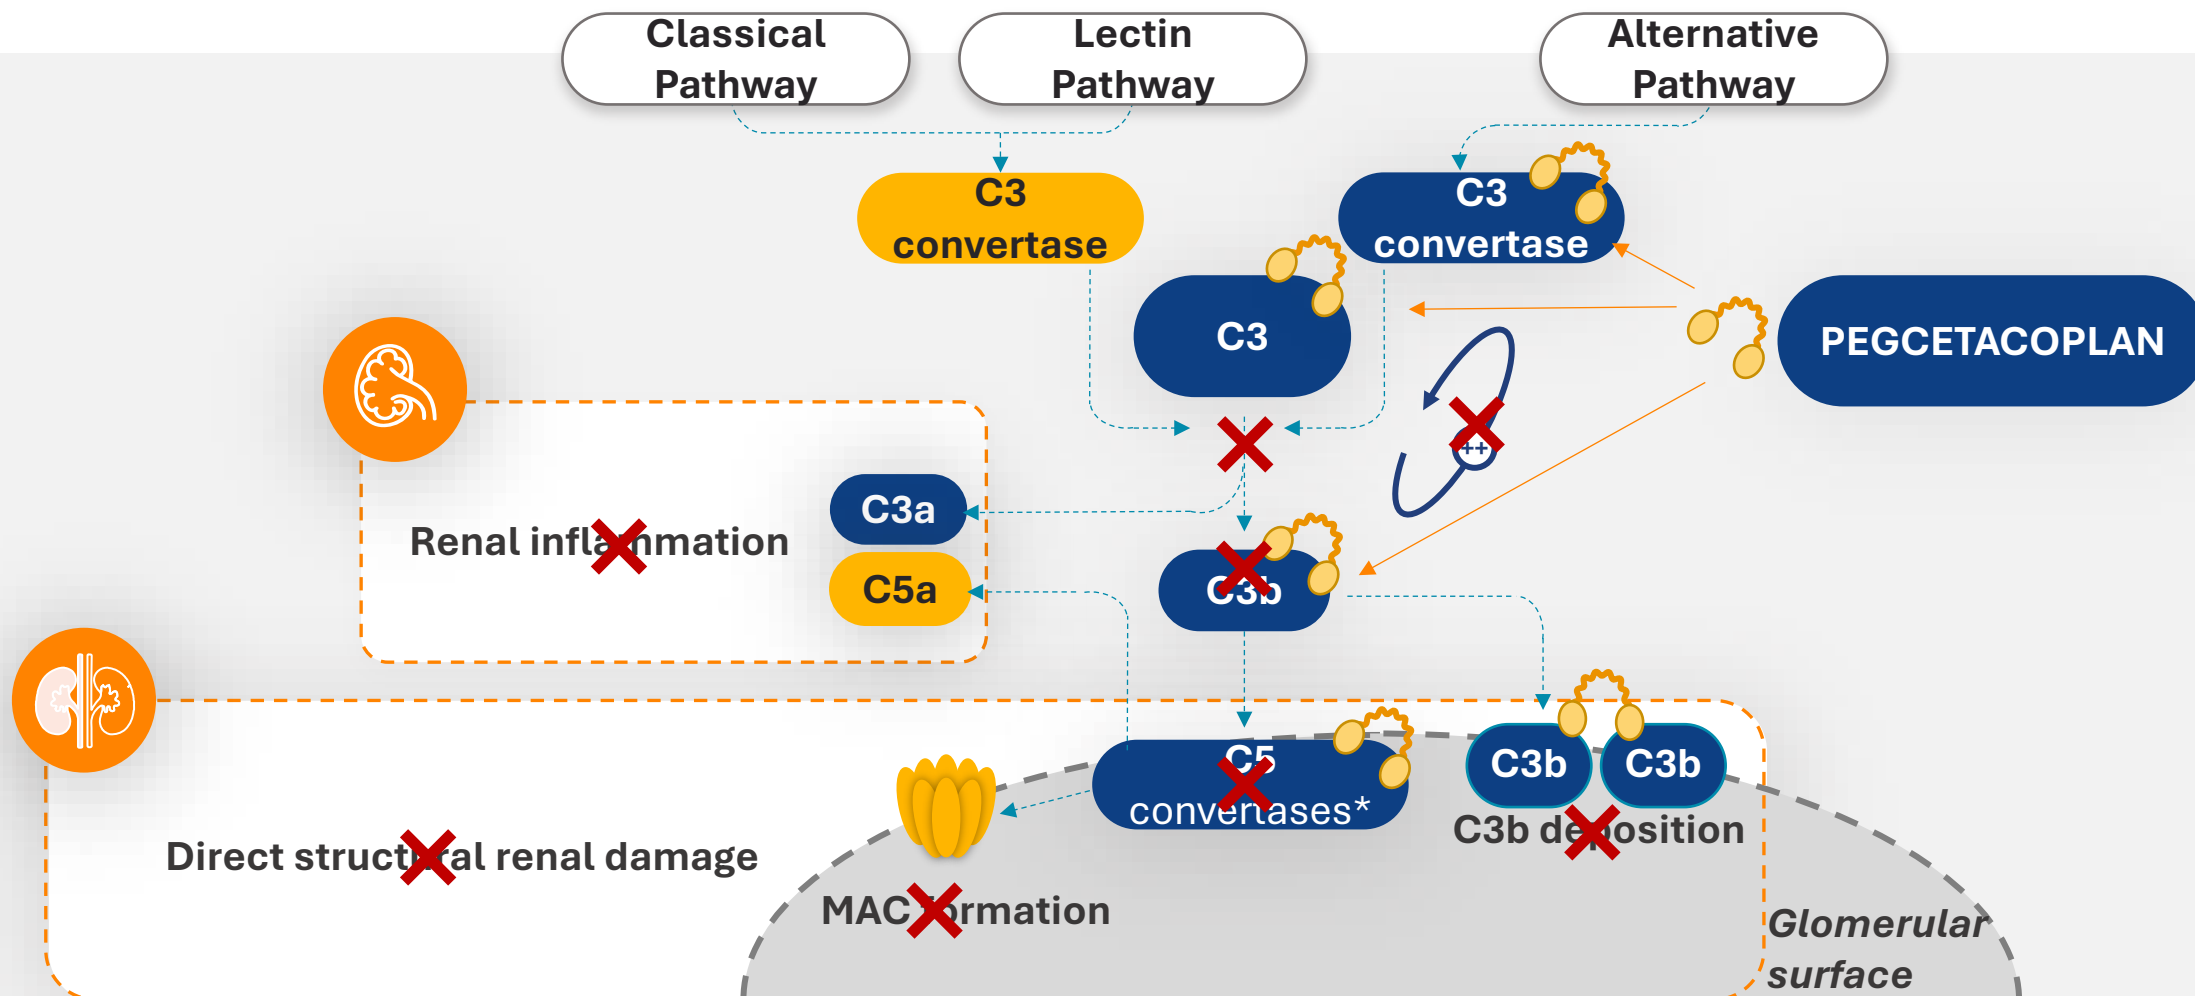 Classical
Pathway
Lectin
Pathway
Alternative
Pathway
C3
convertase
C3
convertase
C3
PEGCETACOPLAN
++
C3a
Renal inflammation
C5a
C3b
C5
convertases*
C3b
C3b
C3b deposition
Direct structural renal damage
MAC formation
Glomerular
surface